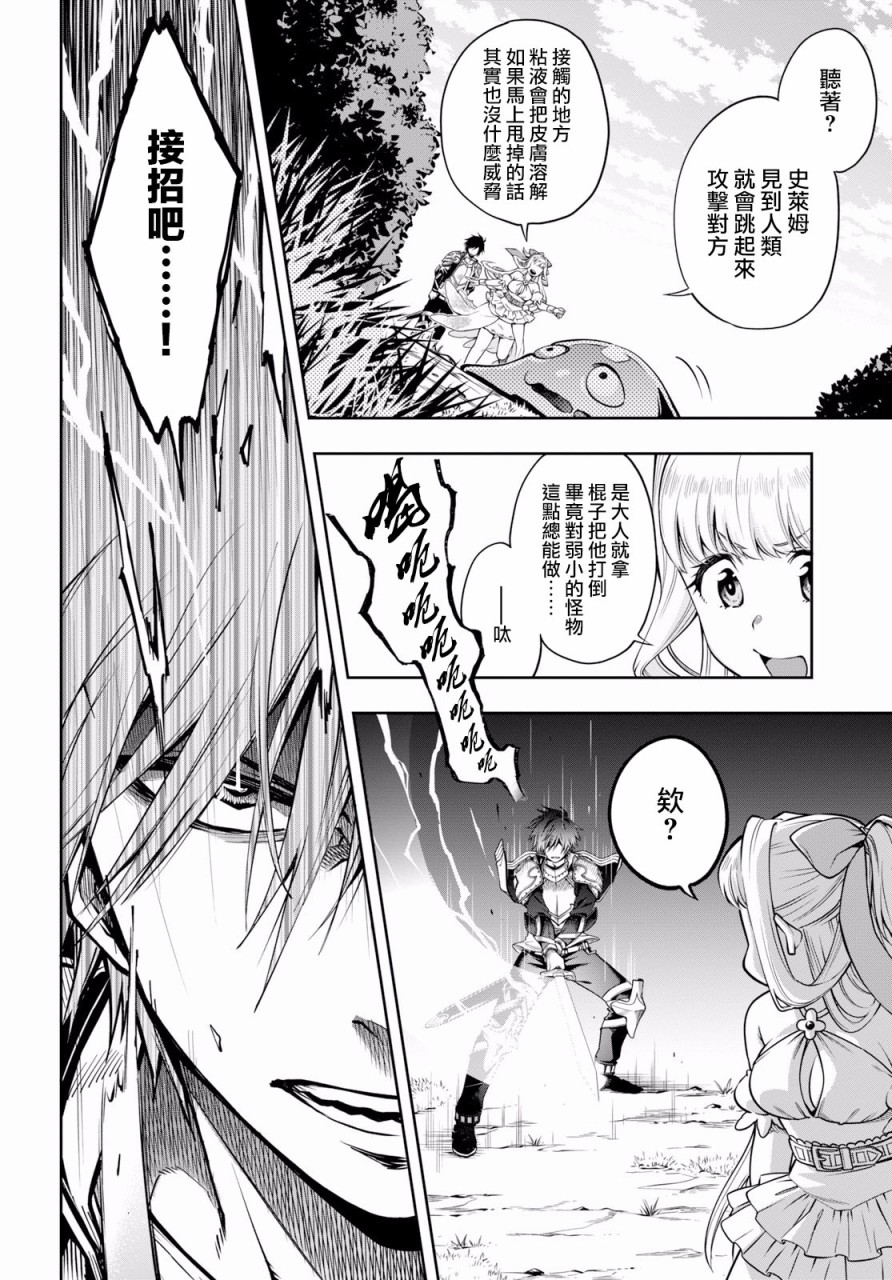 聽著?
史萊姆
見到人類
就會跳起來
攻擊對方
接觸的地方
粘液會把皮膚溶解
如果馬上甩掉的話
其實也沒什麼威脅
是大人就拿
棍子把他打倒
畢竟對弱小的怪物
這點總能做……
——呔
喝呃呃呃呃呃呃呃
欸?
接招吧……!